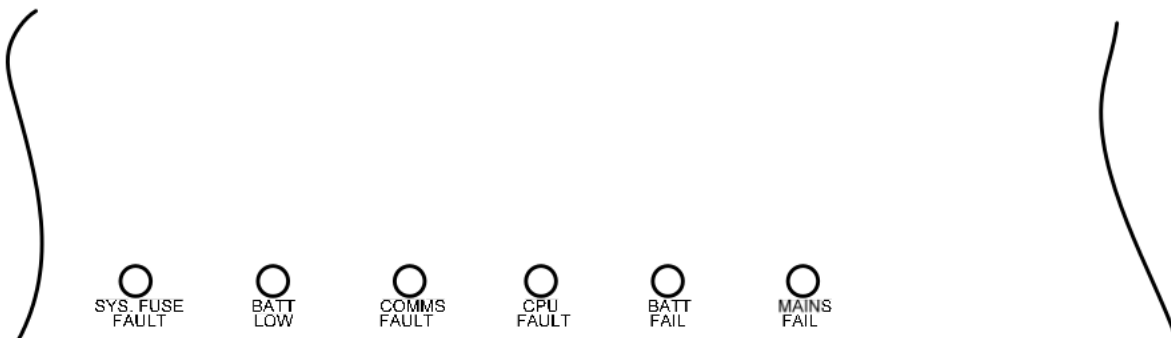 SYS. FUSE
FAULT
BATT
LOW
COMMS
FAULT
CPU
FAULT
BATT
FAIL
MAINS
FAIL